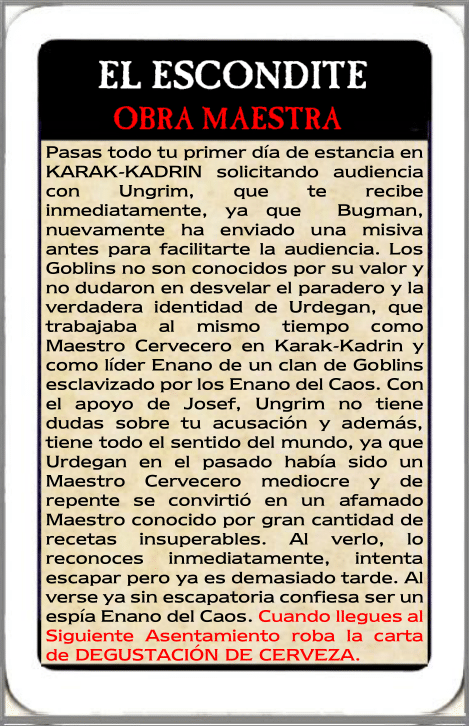 EL ESCONDITE
OBRA MAESTRA
Pasas todo tu primer día de estancia en
KARAK-KADRIN solicitando audiencia
con Ungrim, que te recibe
inmediatamente, ya que Bugman,
nuevamente ha enviado una misiva
antes para facilitarte la audiencia. Los
Goblins no son conocidos por su valor y
no dudaron en desvelar el paradero y la
verdadera identidad de Urdegan, que
trabajaba al mismo tiempo como
Maestro Cervecero en Karak-Kadrin y
como líder Enano de un clan de Goblins
esclavizado por los Enano del Caos. Con
el apoyo de Josef, Ungrim no tiene
dudas sobre tu acusación y además,
tiene todo el sentido del mundo, ya que
Urdegan en el pasado había sido un
Maestro Cervecero mediocre y de
repente se convirtió en un afamado
Maestro conocido por gran cantidad de
recetas insuperables. Al verlo, lo
reconoces inmediatamente, intenta
escapar pero ya es demasiado tarde. Al
verse ya sin escapatoria confiesa ser un
espía Enano del Caos. Cuando llegues al
Siguiente Asentamiento roba la carta
de DEGUSTACIÓN DE CERVEZA.